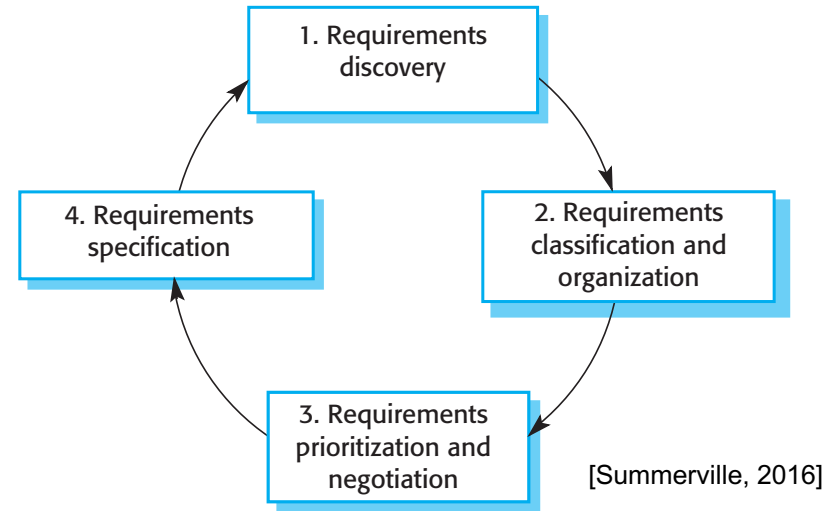 1. Requirements
discovery
2. Requirements
classification and
organization
3. Requirements
prioritization and
negotiation
4. Requirements
specification
[Summerville, 2016]